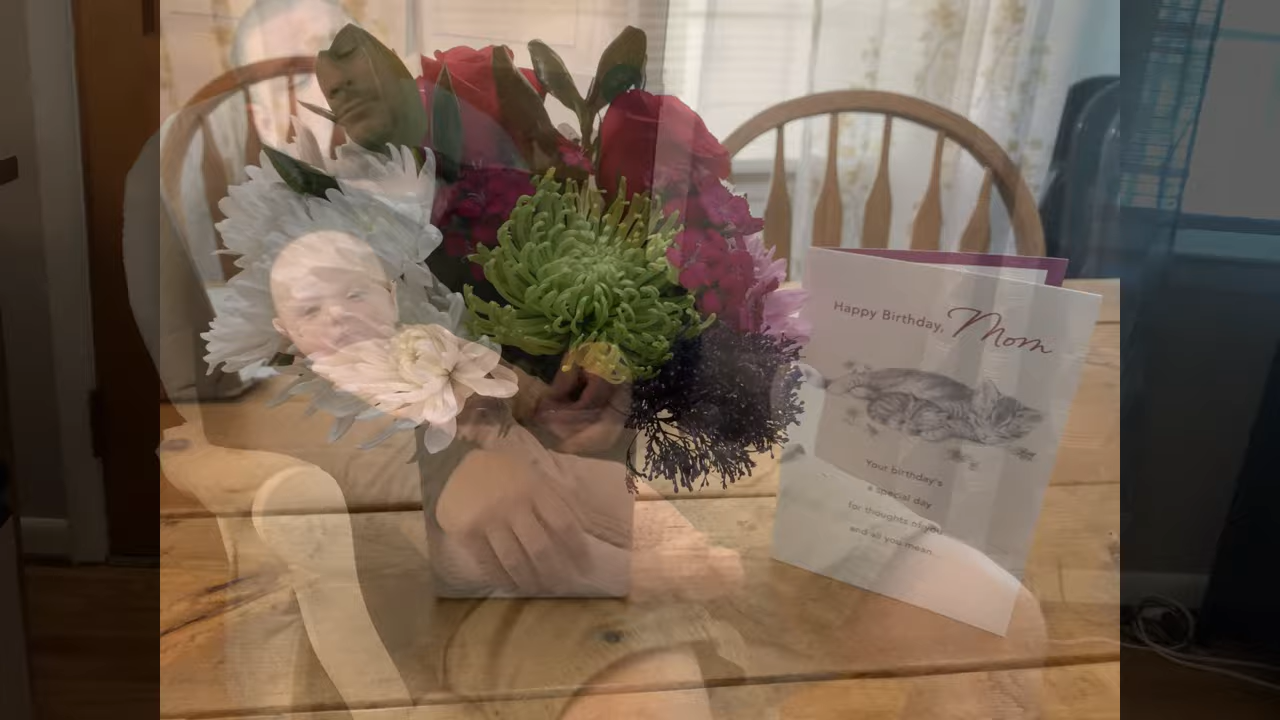 Happy Birthday, Mom
Your birthday's
a special day
for thoughts of you
and all you mean...